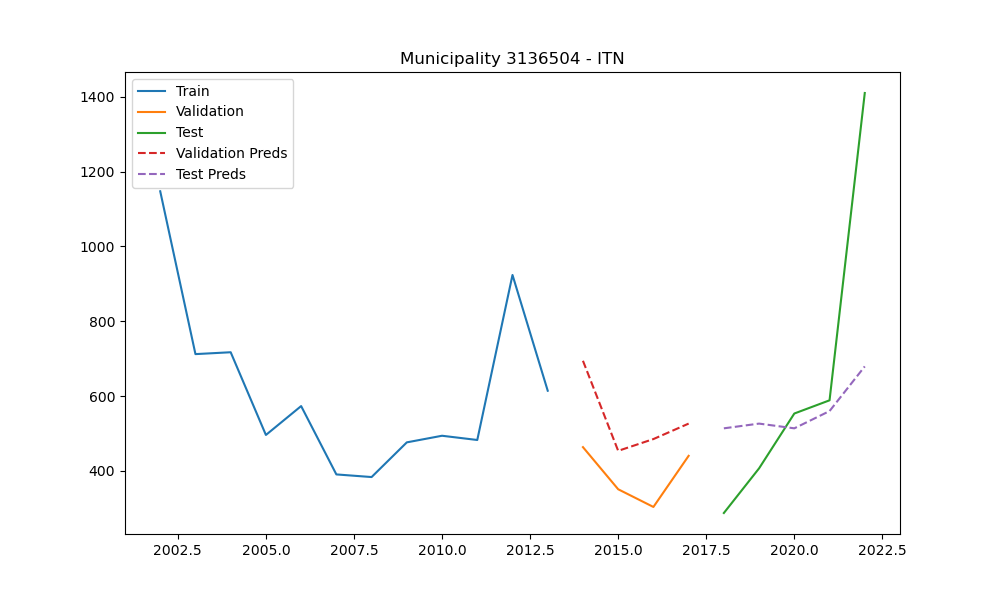 Municipality 3136504 - ITN
Train
Validation
Test
Validation Preds
Test Preds
1400
1200
1000
800
600
400
2002.5 2005.0 2007.5 2010.0 2012.5 2015.0 2017.5 2020.0 2022.5